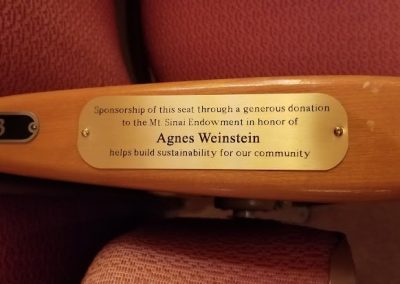 Sponsorship of this seat through a generous donation
to the Mt. Sinai Endowment in honor of
Agnes Weinstein
helps build sustainability for our community